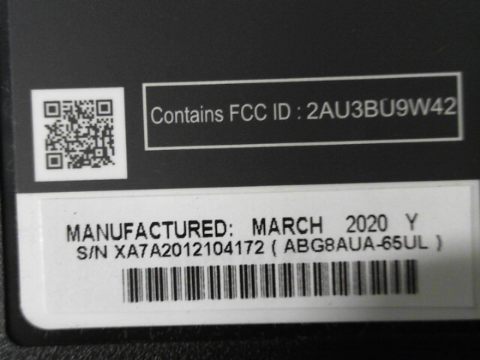 Contains FCC ID : 2AU3BU9W42
MANUFACTURED: MARCH 2020 Y
S/N XA7A2012104172 ( ABG8AUA-65UL )